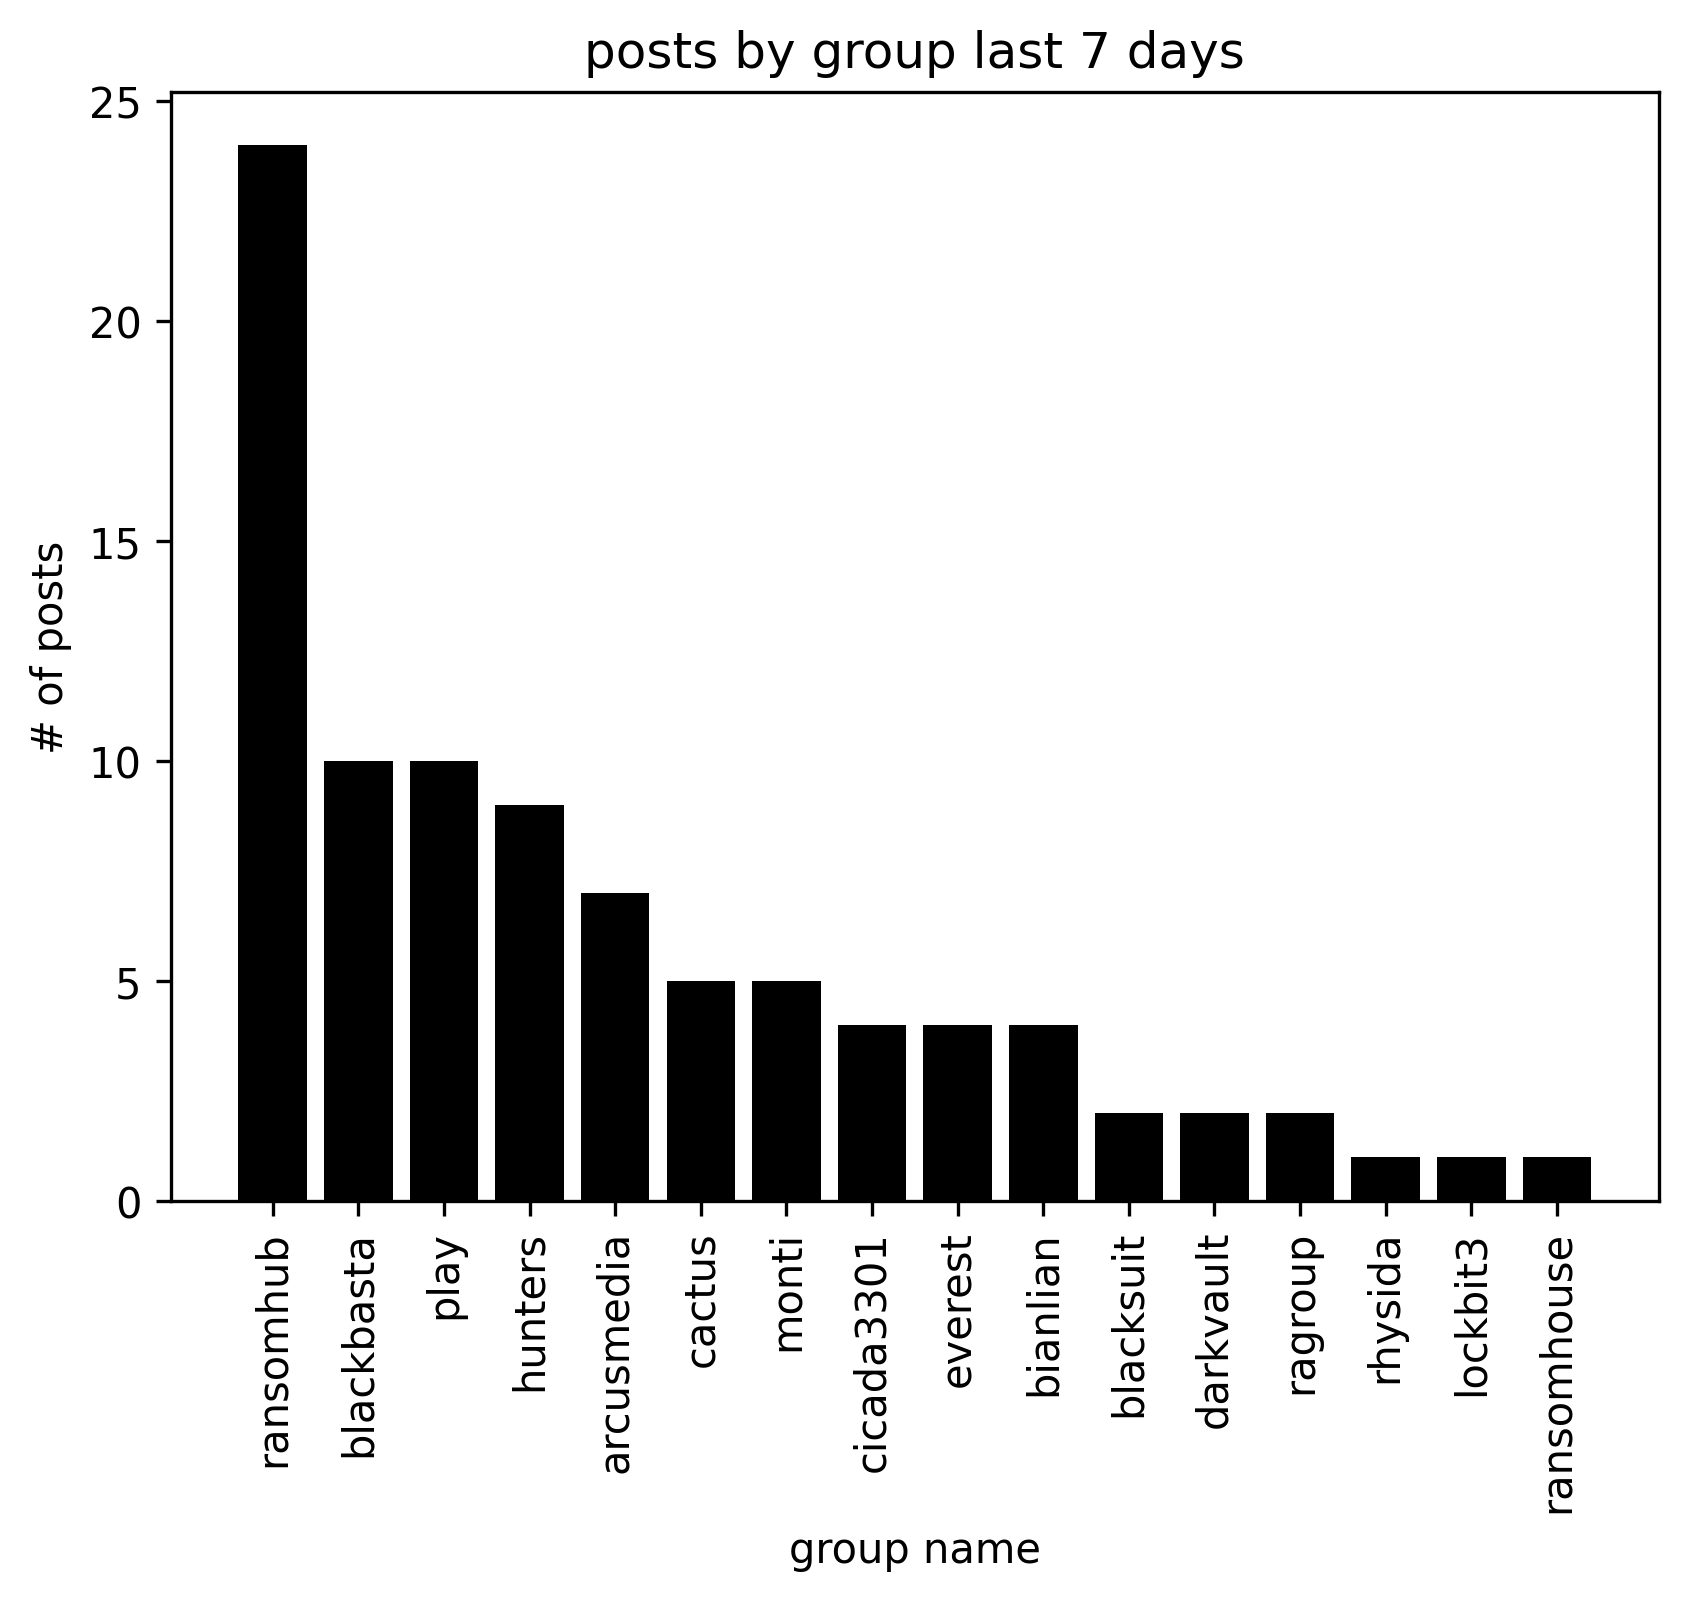 posts by group last 7 days
# of posts
25
20
15
10
5
0
ransomhub
blackbasta
play
hunters
arcusmedia
cactus
monti
cicada3301
everest
bianlian
blacksuit
darkvault
ragroup
rhysida
lockbit3
ransomhouse
group name